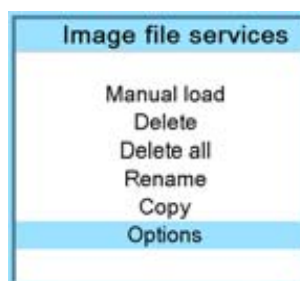 Image file services
Manual load
Delete
Delete all
Rename
Copy
Options